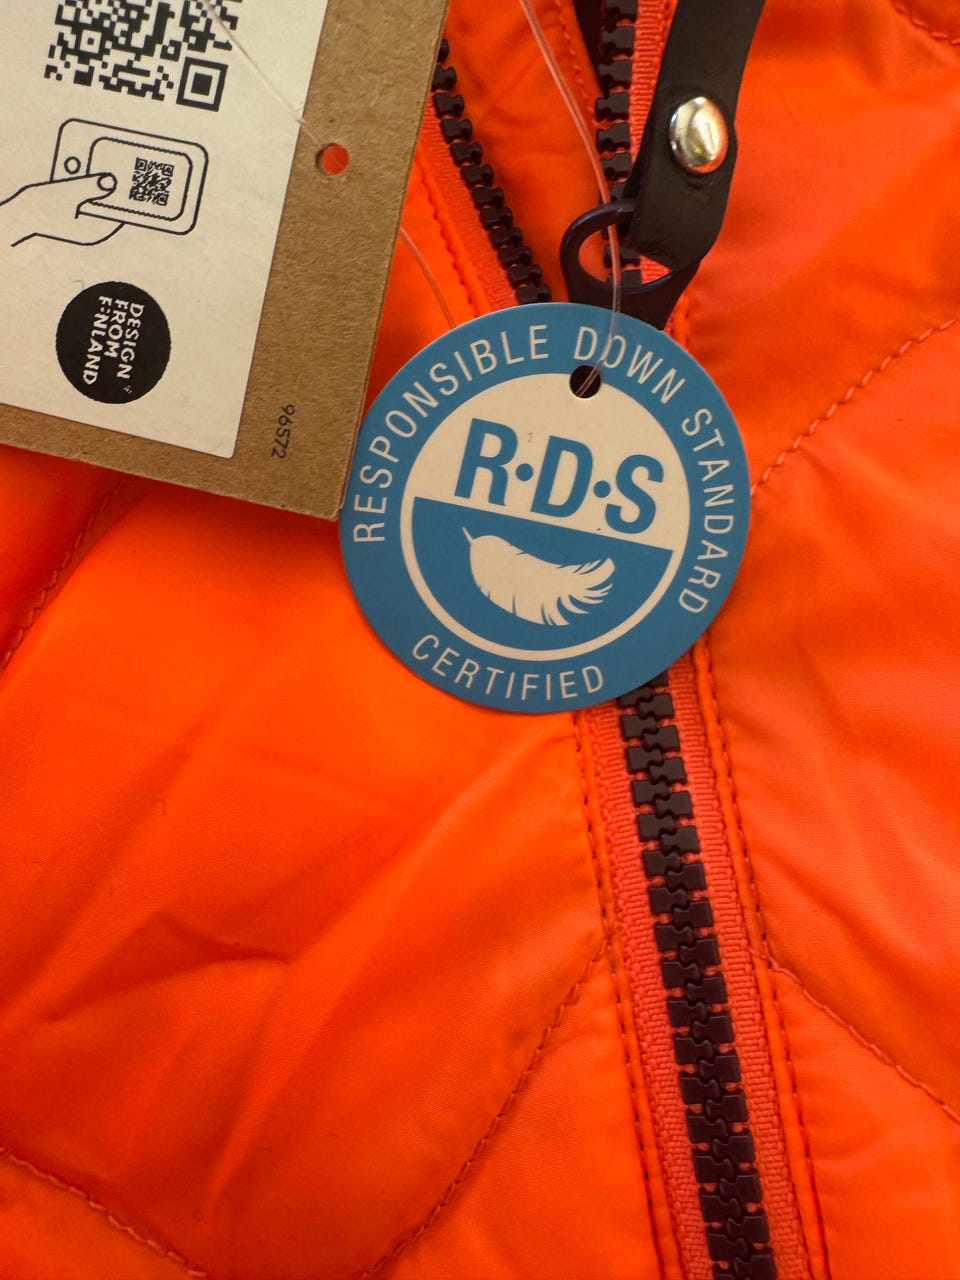 DESIGN
FROM
FINLAND
96572
RESPONSIBLE DOWN STANDARD
R·D·S
CERTIFIED